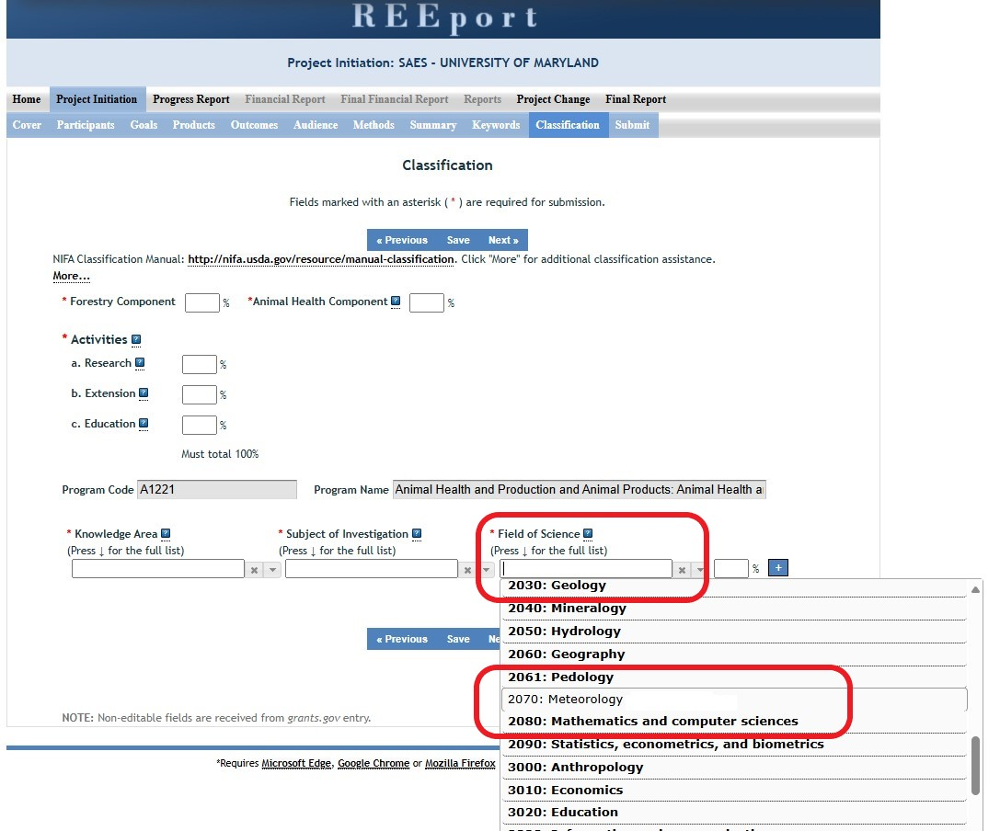 REEport
Project Initiation: SAES - UNIVERSITY OF MARYLAND
Home Project Initiation Progress Report Financial Report Final Financial Report Reports Project Change Final Report
Cover Participants Goals Products Outcomes Audience Methods Summary Keywords Classification Submit
Classification
Fields marked with an asterisk ( * ) are required for submission.
« Previous Save Next »
NIFA Classification Manual: http://nifa.usda.gov/resource/manual-classification. Click "More" for additional classification assistance.
More...
* Forestry Component % *Animal Health Component ? %
* Activities ?
a. Research ? %
b. Extension ? %
c. Education ? %
Must total 100%
Program Code A1221 Program Name Animal Health and Production and Animal Products: Animal Health a
* Knowledge Area ? * Subject of Investigation ? * Field of Science ?
(Press ↓ for the full list) (Press ↓ for the full list) (Press ↓ for the full list)
% +
2030: Geology
2040: Mineralogy
2050: Hydrology
« Previous Save Ne
2060: Geography
2061: Pedology
2070: Meteorology
NOTE: Non-editable fields are received from grants.gov entry.
2080: Mathematics and computer sciences
2090: Statistics, econometrics, and biometrics
*Requires Microsoft Edge, Google Chrome or Mozilla Firefox
3000: Anthropology
3010: Economics
3020: Education